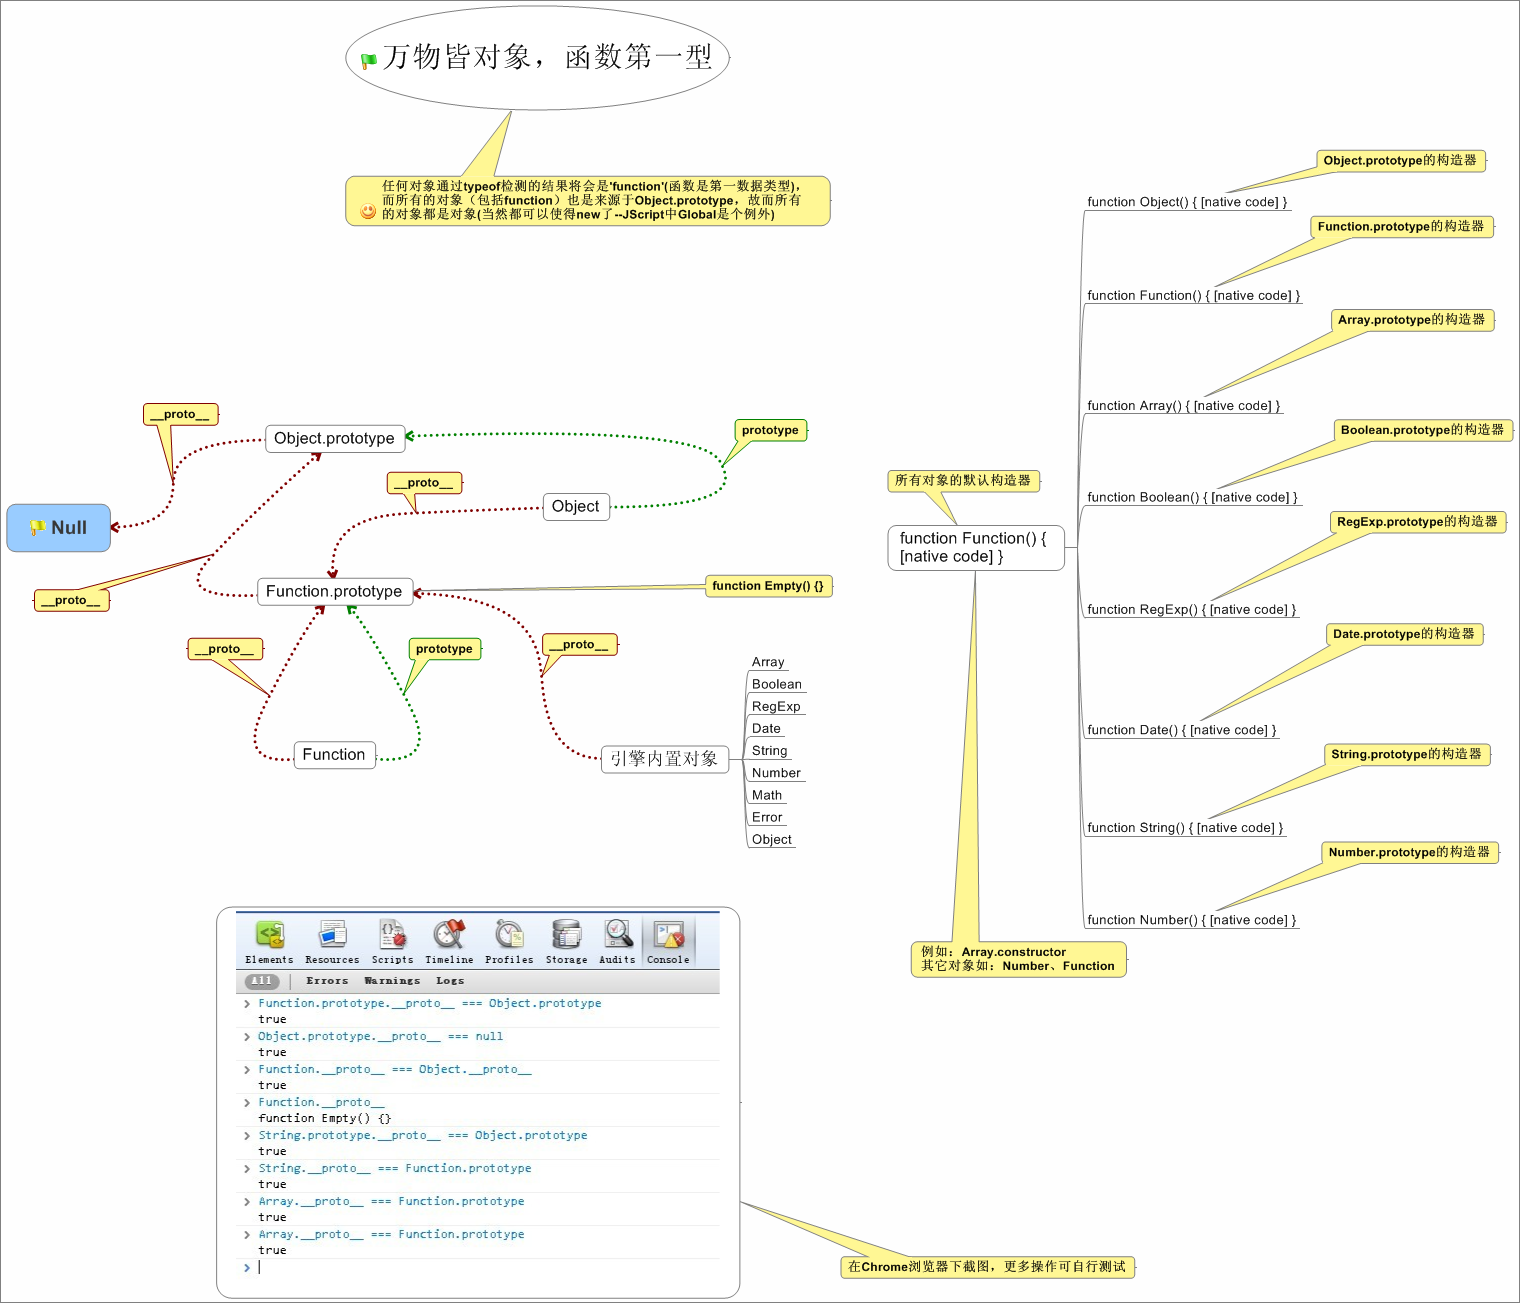 万物皆对象，函数第一型
任何对象通过typeof检测的结果将会是'function'(函数是第一数据类型)，
而所有的对象（包括function）也是来源于Object.prototype，故而所有
的对象都是对象(当然都可以使得new了--JScript中Global是个例外)
__proto__
Object.prototype
prototype
__proto__
Object
Null
__proto__
Function.prototype
function Empty() {}
__proto__
prototype
__proto__
Function
引擎内置对象
Array
Boolean
RegExp
Date
String
Number
Math
Error
Object
所有对象的默认构造器
function Function() {
[native code] }
例如：Array.constructor
其它对象如：Number、Function
Object.prototype的构造器
function Object() { [native code] }
Function.prototype的构造器
function Function() { [native code] }
Array.prototype的构造器
function Array() { [native code] }
Boolean.prototype的构造器
function Boolean() { [native code] }
RegExp.prototype的构造器
function RegExp() { [native code] }
Date.prototype的构造器
function Date() { [native code] }
String.prototype的构造器
function String() { [native code] }
Number.prototype的构造器
function Number() { [native code] }
Elements Resources Scripts Timeline Profiles Storage Audits Console
All Errors Warnings Logs
Function.prototype.__proto__ === Object.prototype
true
Object.prototype.__proto__ === null
true
Function.__proto__ === Object.__proto__
true
Function.__proto__
function Empty() {}
String.prototype.__proto__ === Object.prototype
true
String.__proto__ === Function.prototype
true
Array.__proto__ === Function.prototype
true
Array.__proto__ === Function.prototype
true
在Chrome浏览器下截图，更多操作可自行测试